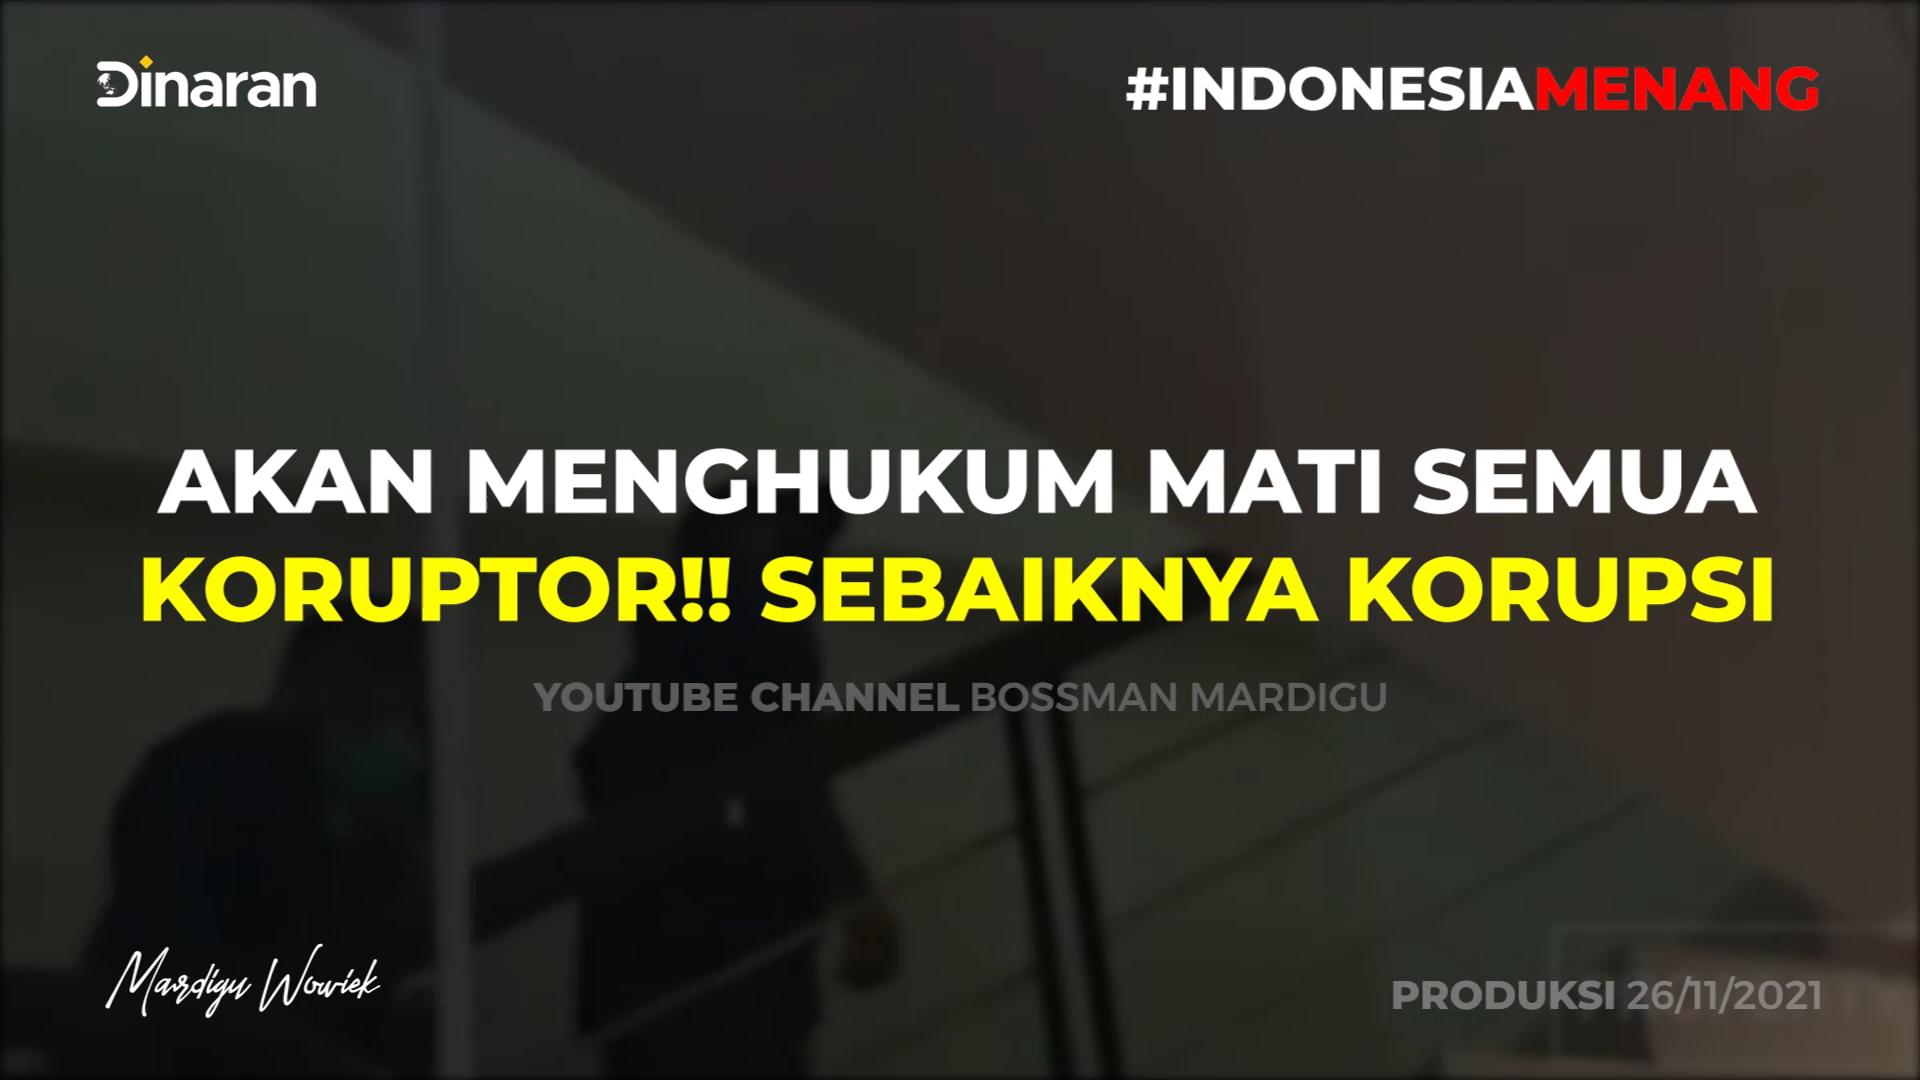 Dinaran
#INDONESIAMENANG
AKAN MENGHUKUM MATI SEMUA
KORUPTOR!! SEBAIKNYA KORUPSI
YOUTUBE CHANNEL BOSSMAN MARDIGU
Mardigu Wowiek
PRODUKSI 26/11/2021